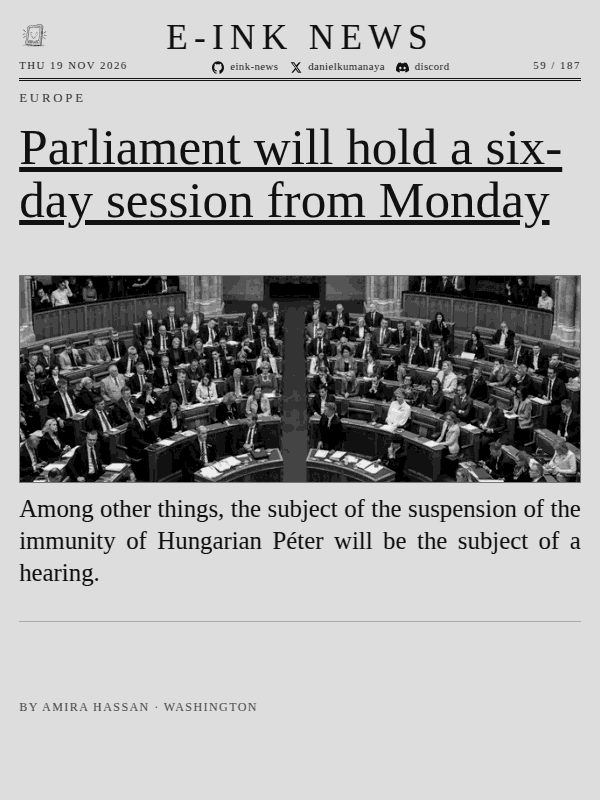 E-INK NEWS
THU 19 NOV 2026
eink-news danielkumanaya discord
59 / 187
EUROPE
Parliament will hold a six-
day session from Monday
Among other things, the subject of the suspension of the
immunity of Hungarian Péter will be the subject of a
hearing.
BY AMIRA HASSAN · WASHINGTON